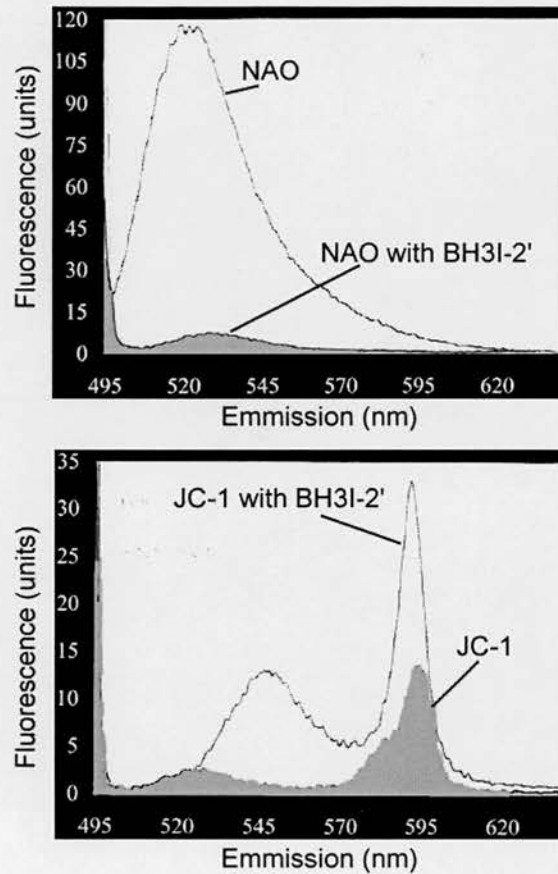 120
105
90
75
60
45
30
15
0
Fluorescence (units)
NAO
NAO with BH3I-2'
495 520 545 570 595 620
Emmission (nm)
35
30
25
20
15
10
5
0
Fluorescence (units)
JC-1 with BH3I-2'
JC-1
495 520 545 570 595 620
Emmission (nm)